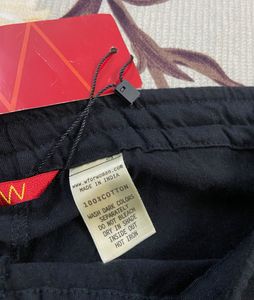 W
www.wforwoman.com
MADE IN INDIA
100%COTTON
WASH DARK COLORS
SEPARATELY
DO NOT BLEACH
DRY IN SHADE
INSIDE OUT
HOT IRON